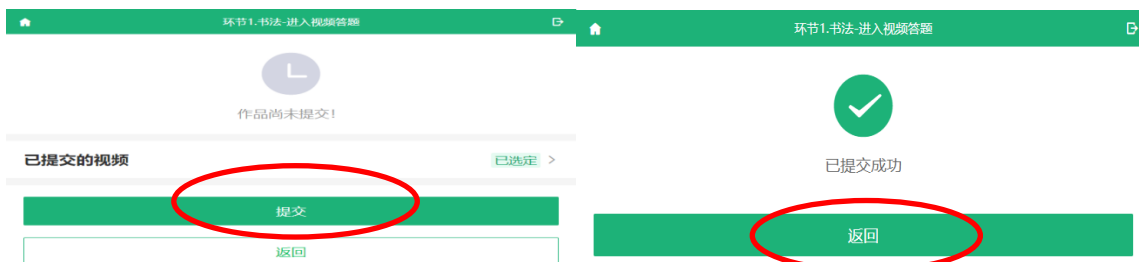 环节1.书法-进入视频答题
作品尚未提交!
已提交的视频
已选定 >
提交
返回
环节1.书法-进入视频答题
已提交成功
返回